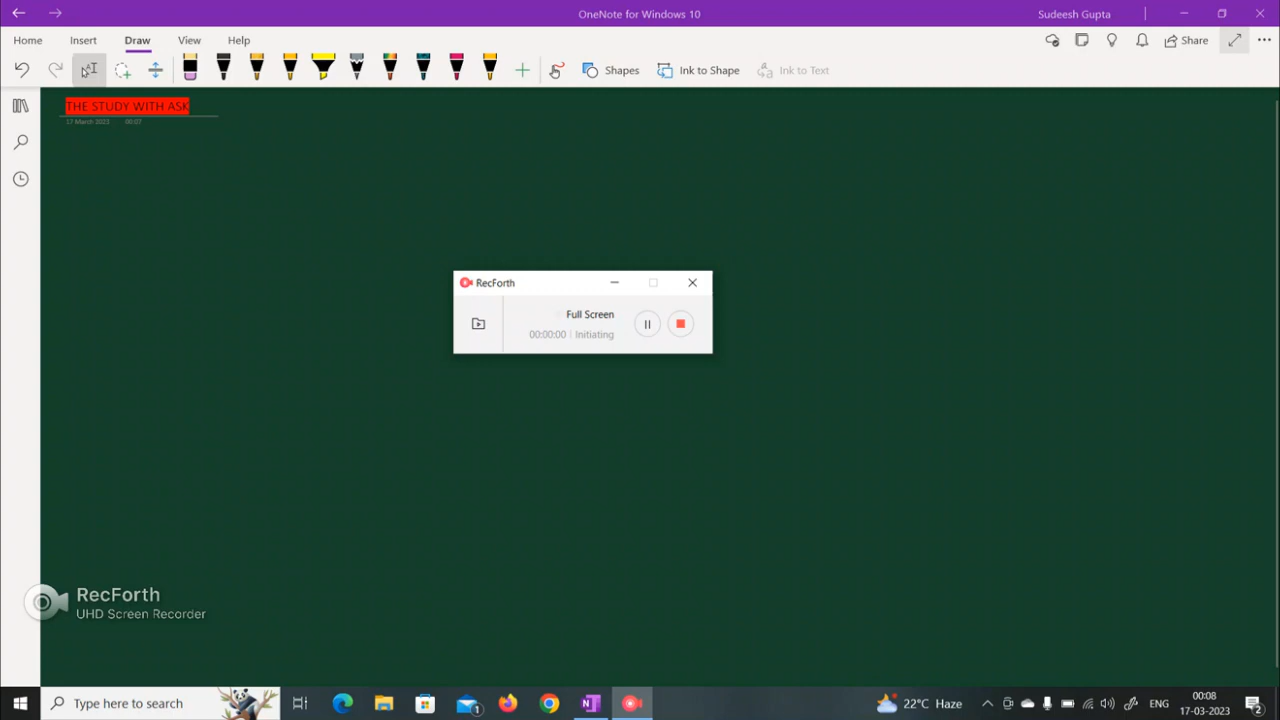 OneNote for Windows 10
Sudeesh Gupta
Home Insert Draw View Help
Share
Shapes Ink to Shape Ink to Text
THE STUDY WITH ASK
17 March 2023 00:07
RecForth
Full Screen
00:00:00 | Initiating
RecForth
UHD Screen Recorder
Type here to search
1
22°C Haze
ENG
00:08
17-03-2023
2